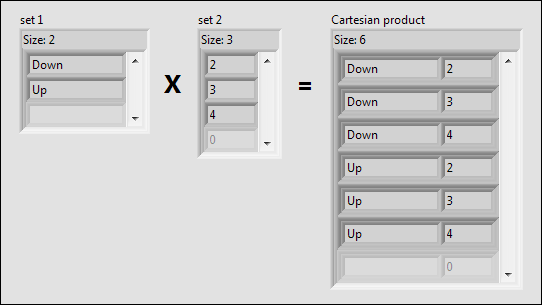 set 1
Size: 2
Down
Up
X
set 2
Size: 3
2
3
4
0
=
Cartesian product
Size: 6
Down 2
Down 3
Down 4
Up 2
Up 3
Up 4
0